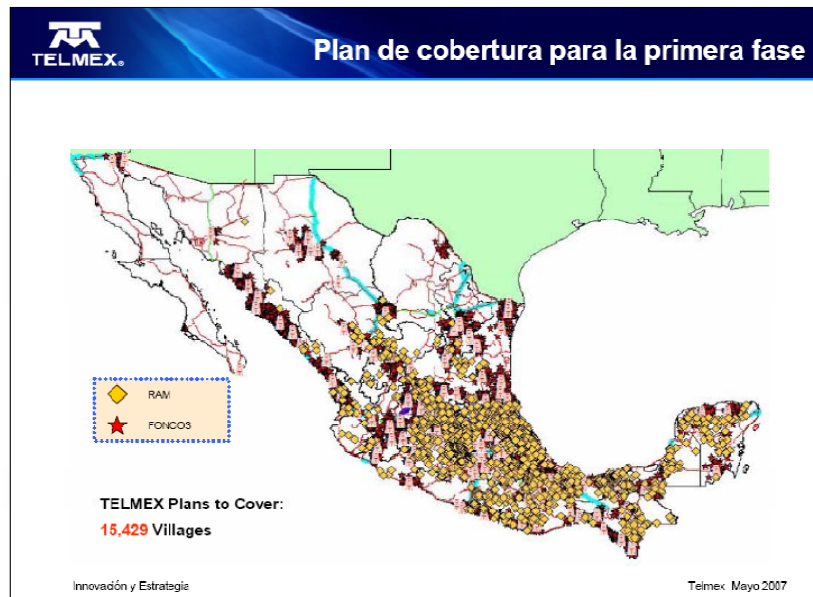 TELMEX®
Plan de cobertura para la primera fase
RAM
FONCOS
TELMEX Plans to Cover:
15,429 Villages
Innovación y Estrategia
Telmex Mayo 2007